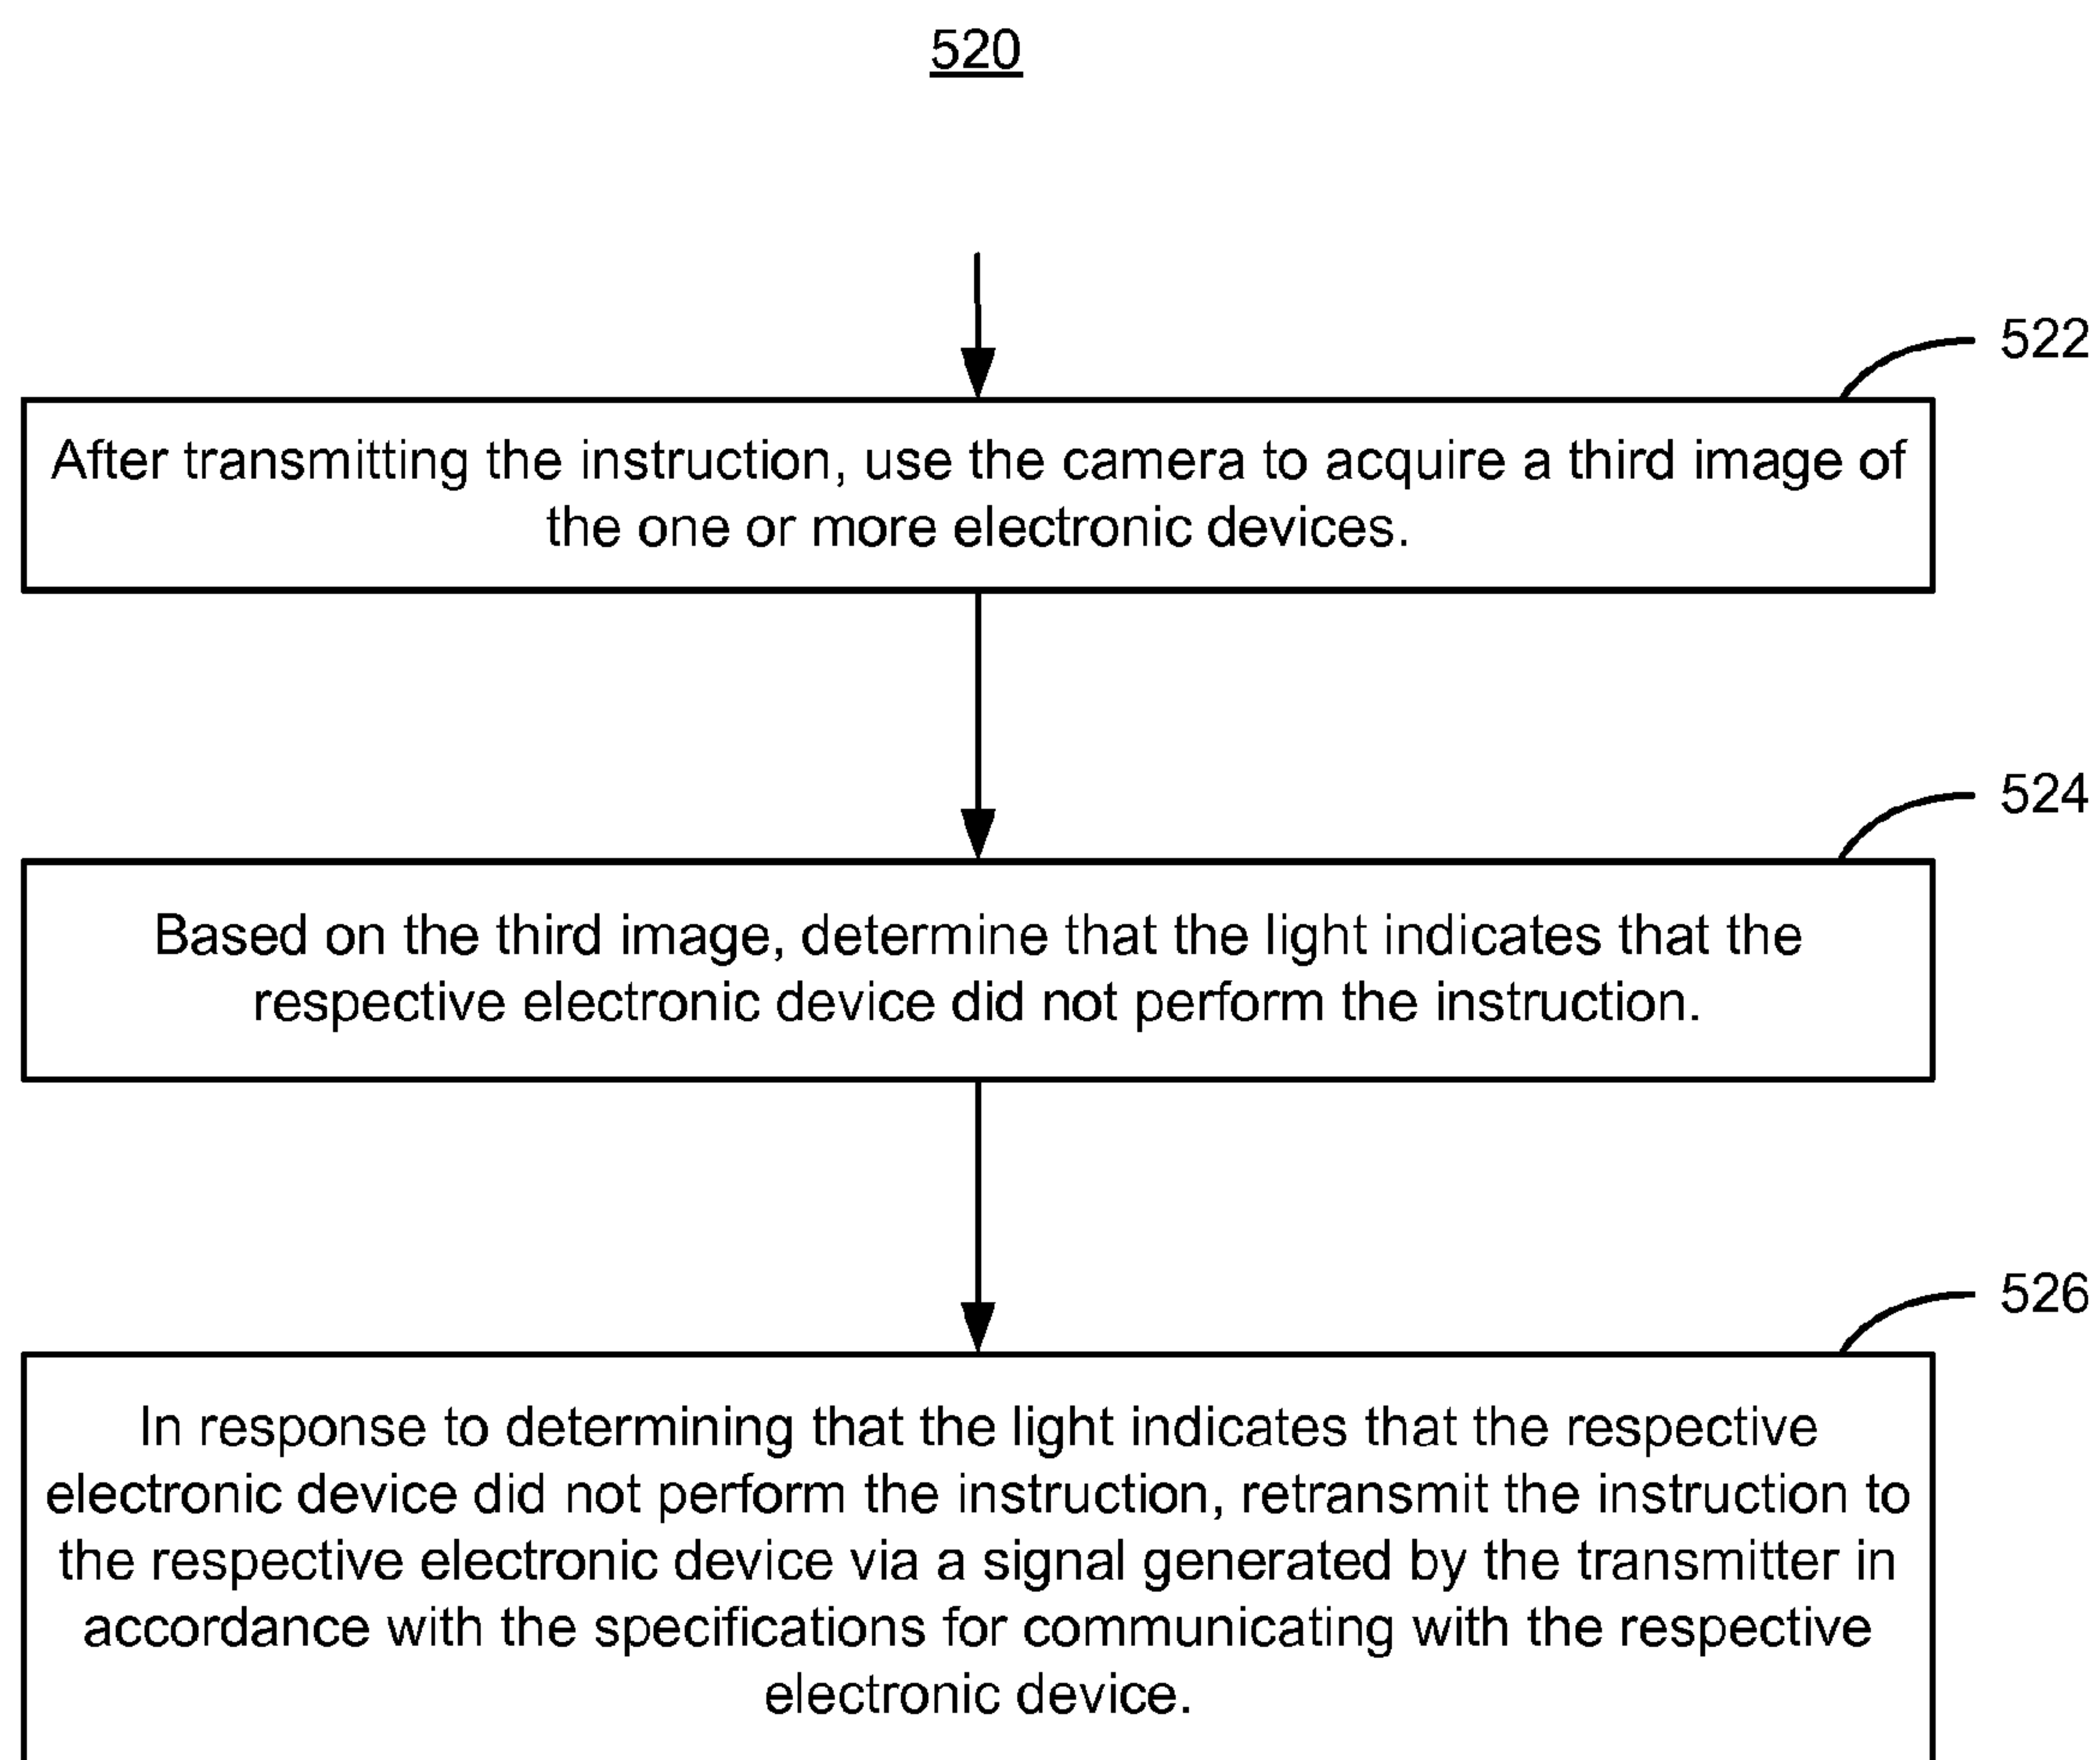 520
522
After transmitting the instruction, use the camera to acquire a third image of
the one or more electronic devices.
524
Based on the third image, determine that the light indicates that the
respective electronic device did not perform the instruction.
526
In response to determining that the light indicates that the respective
electronic device did not perform the instruction, retransmit the instruction to
the respective electronic device via a signal generated by the transmitter in
accordance with the specifications for communicating with the respective
electronic device.